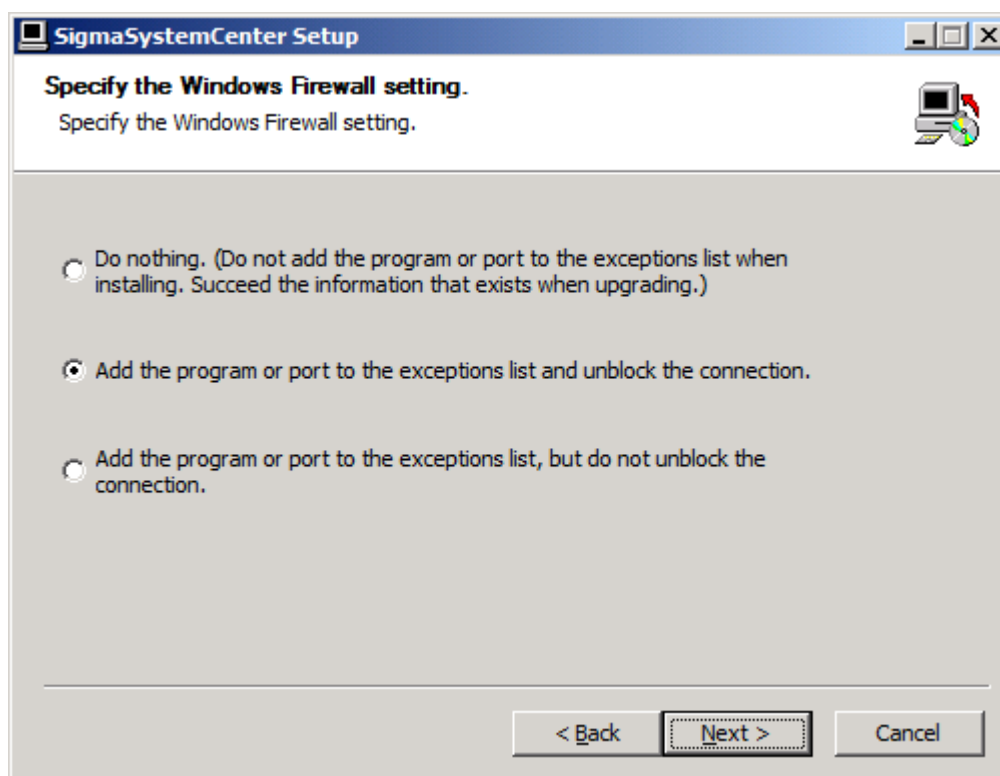 SigmaSystemCenter Setup
Specify the Windows Firewall setting.
Specify the Windows Firewall setting.
Do nothing. (Do not add the program or port to the exceptions list when
installing. Succeed the information that exists when upgrading.)
Add the program or port to the exceptions list and unblock the connection.
Add the program or port to the exceptions list, but do not unblock the
connection.
< Back
Next >
Cancel